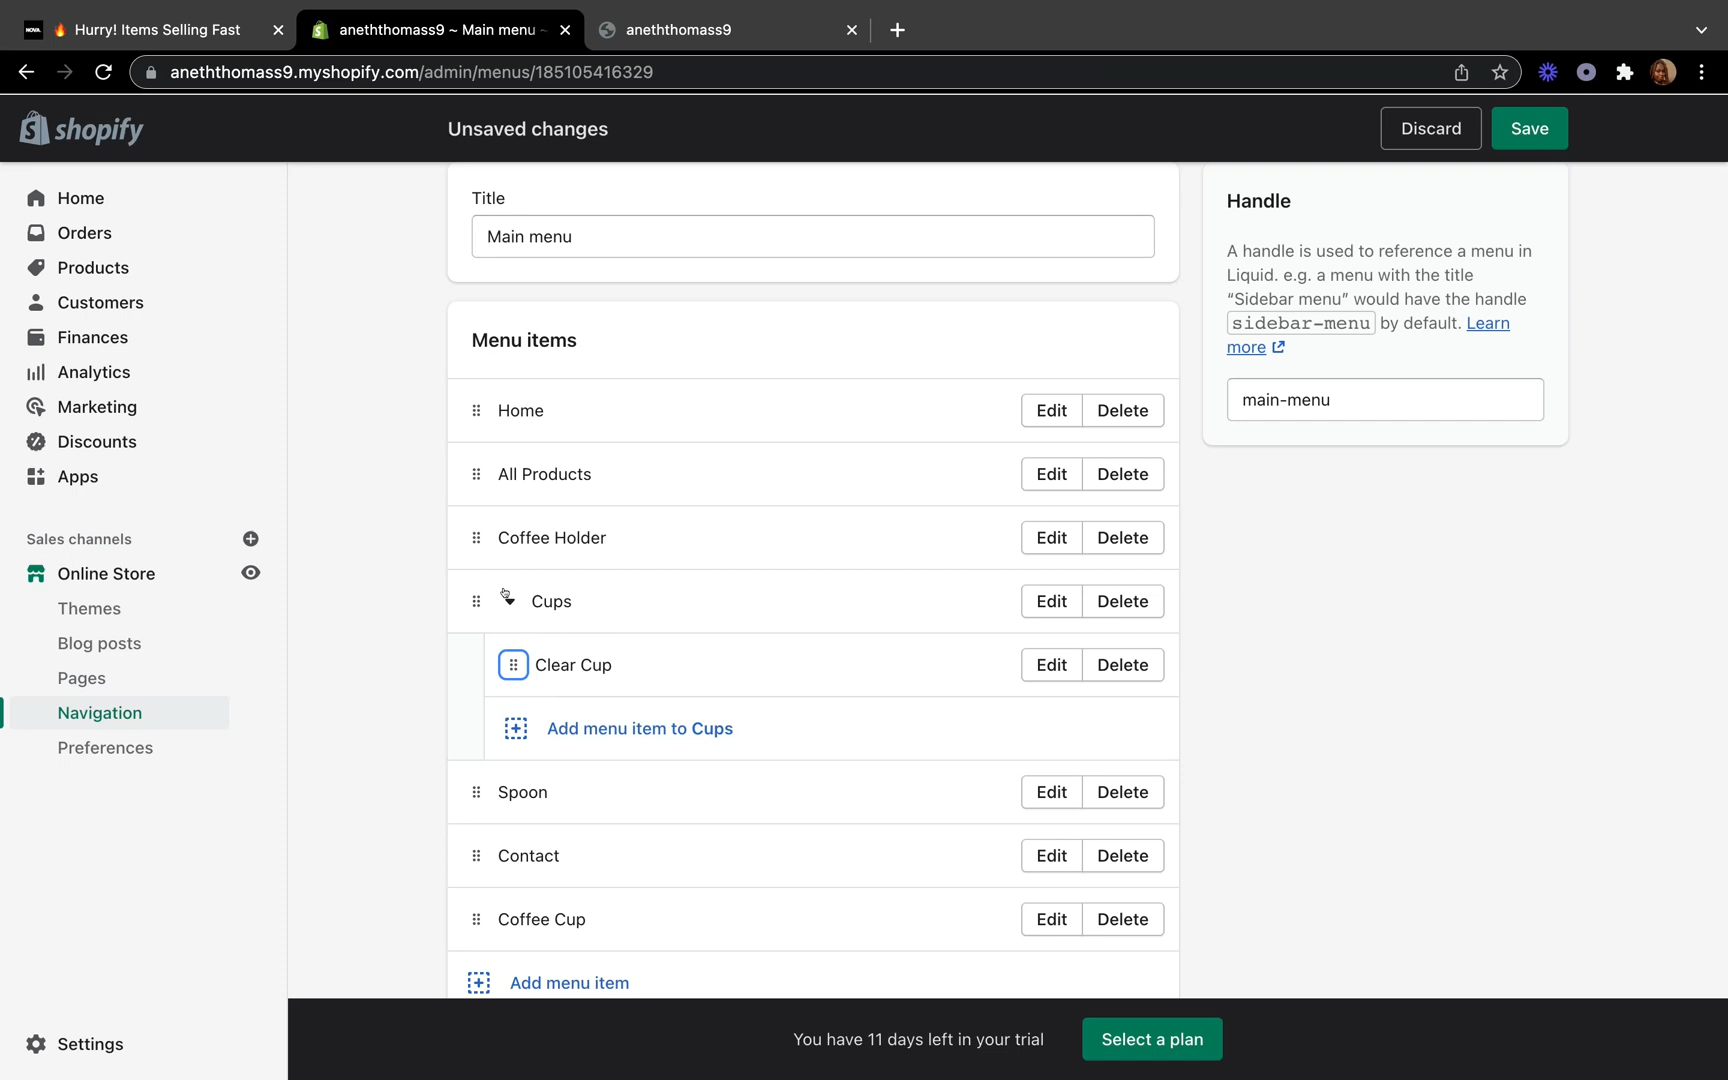 NOVA.
🔥 Hurry! Items Selling Fast
aneththomass9 ~ Main menu ~
aneththomass9
aneththomass9.myshopify.com/admin/menus/185105416329
shopify
Unsaved changes
Discard
Save
Home
Orders
Products
Customers
Finances
Analytics
Marketing
Discounts
Apps
Sales channels
Online Store
Themes
Blog posts
Pages
Navigation
Preferences
Settings
Title
Main menu
Menu items
Home
Edit
Delete
All Products
Edit
Delete
Coffee Holder
Edit
Delete
Cups
Edit
Delete
Clear Cup
Edit
Delete
Add menu item to Cups
Spoon
Edit
Delete
Contact
Edit
Delete
Coffee Cup
Edit
Delete
Add menu item
Handle
A handle is used to reference a menu in
Liquid. e.g. a menu with the title
“Sidebar menu” would have the handle
sidebar-menu by default. Learn
more
main-menu
You have 11 days left in your trial
Select a plan